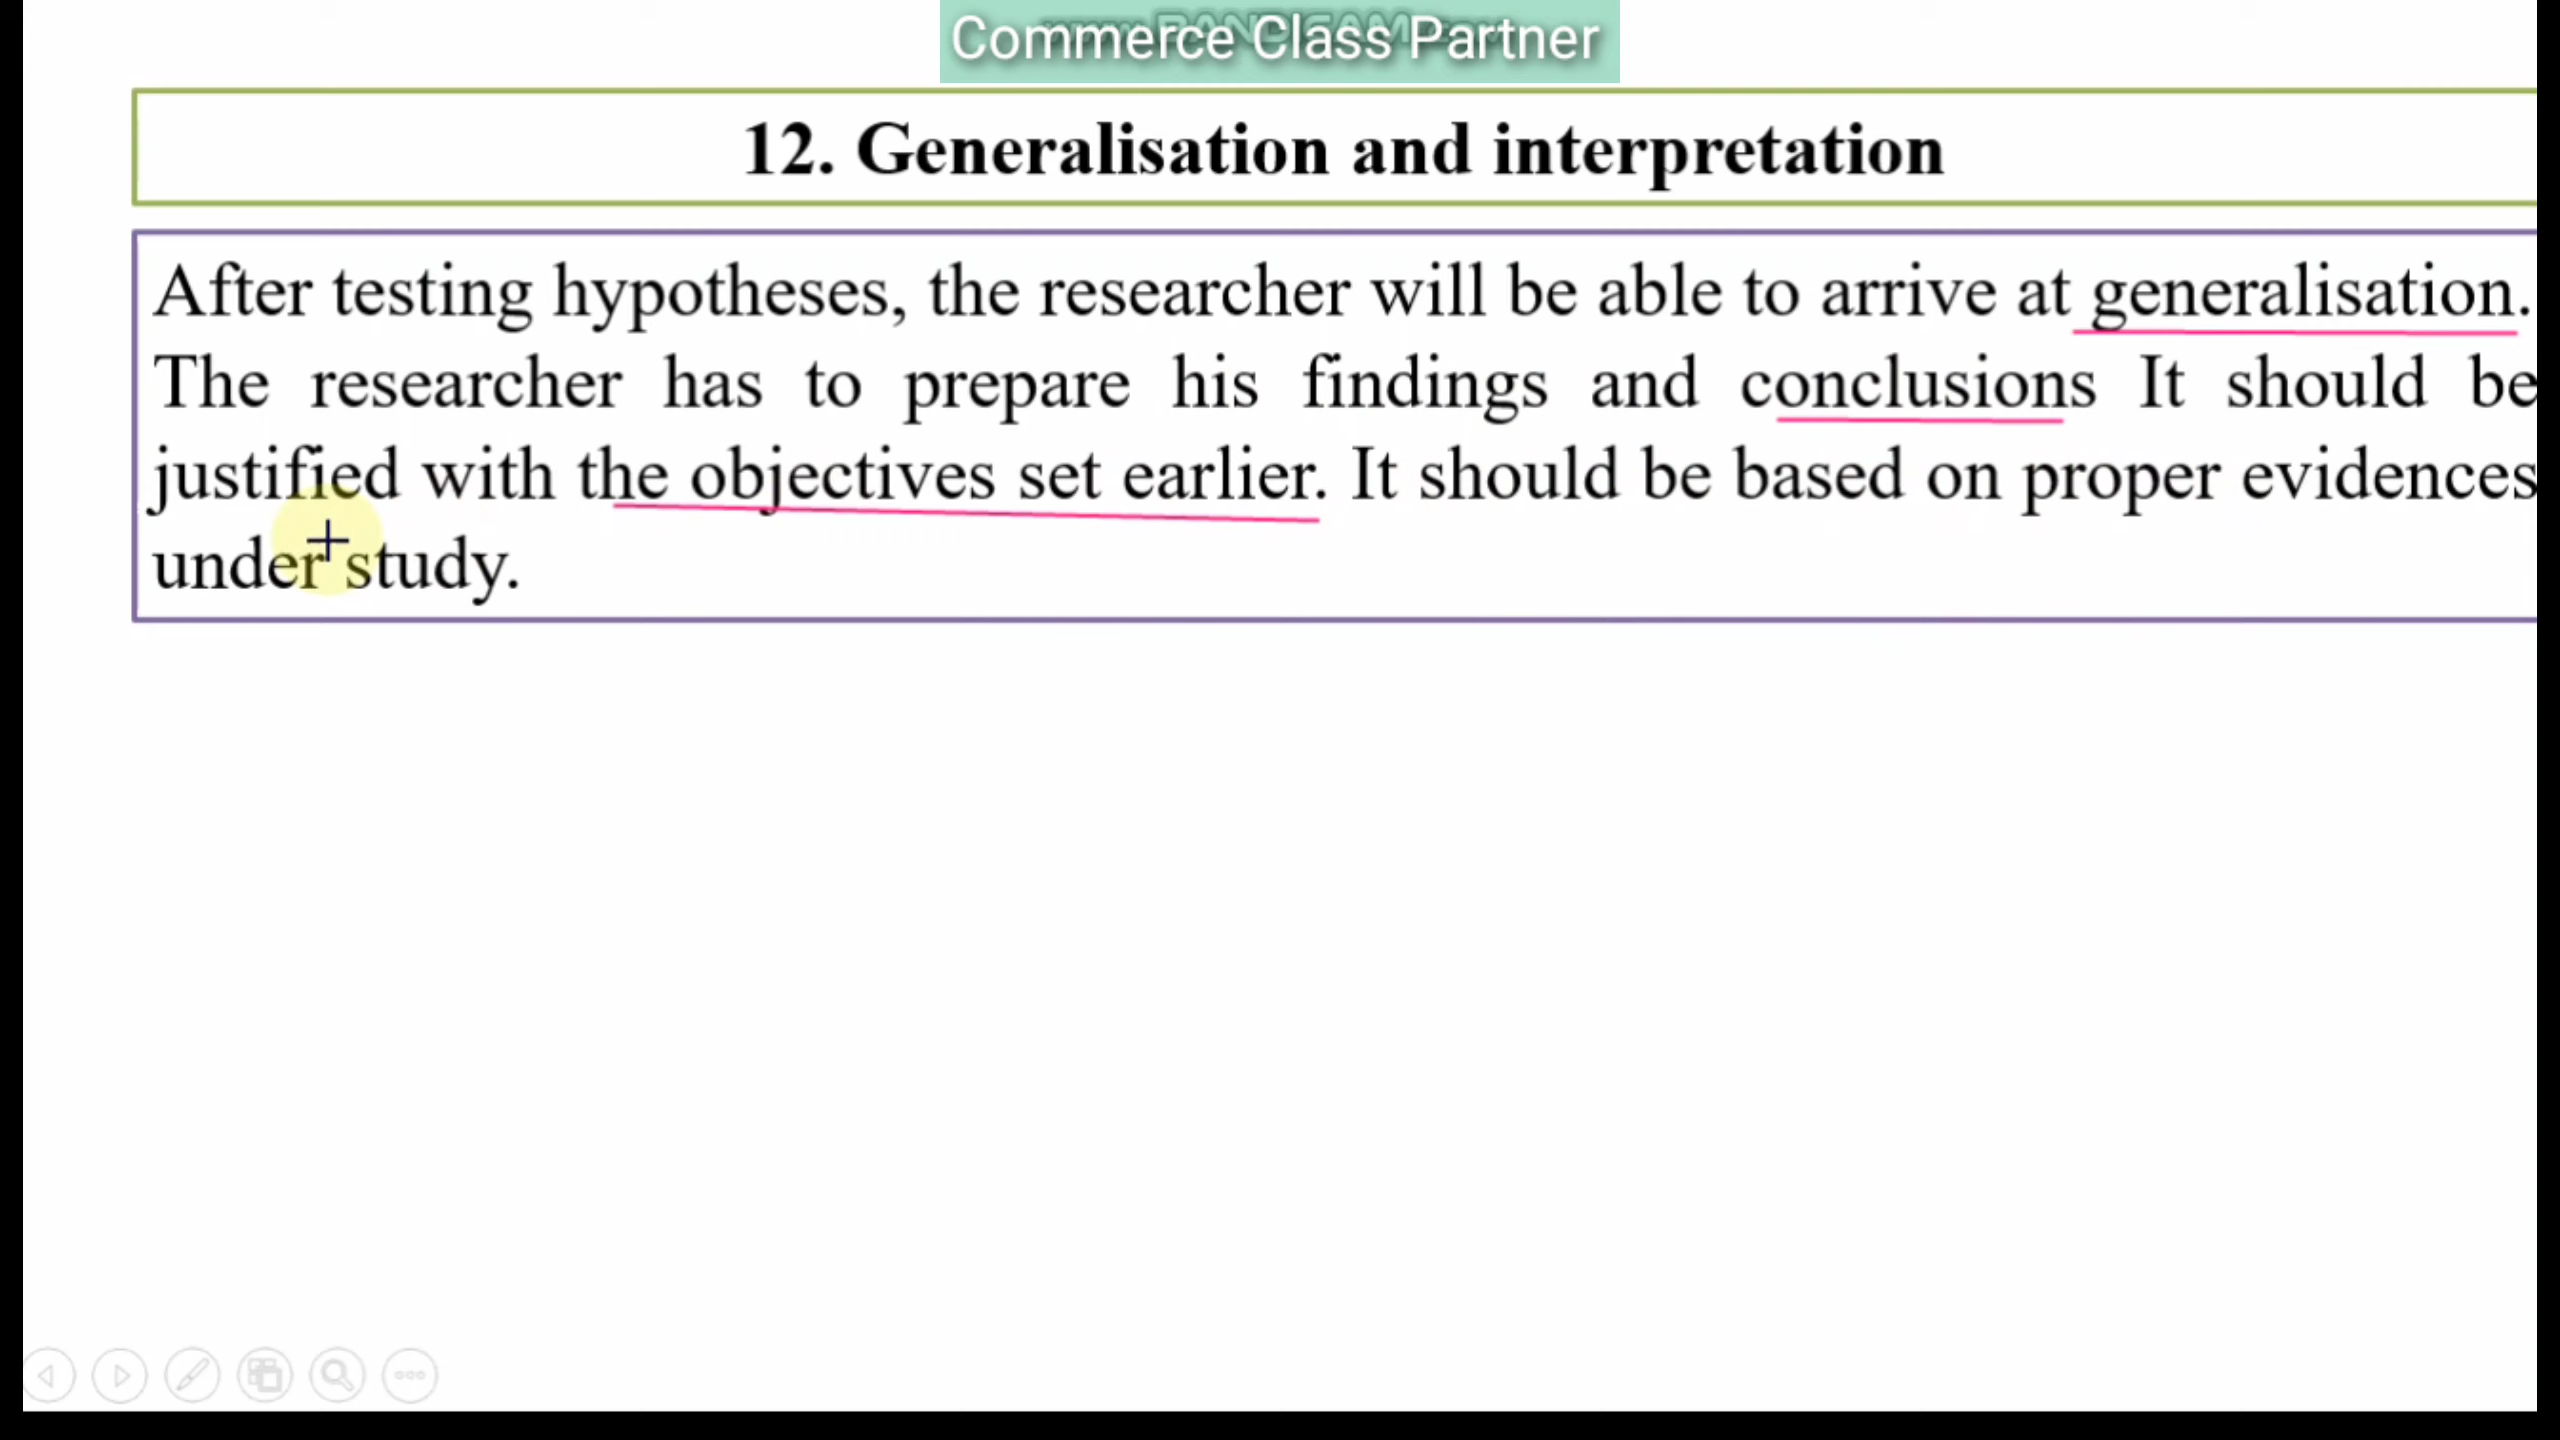 Commerce Class Partner
12. Generalisation and interpretation
After testing hypotheses, the researcher will be able to arrive at generalisation.
The researcher has to prepare his findings and conclusions It should be
justified with the objectives set earlier. It should be based on proper evidences
under study.